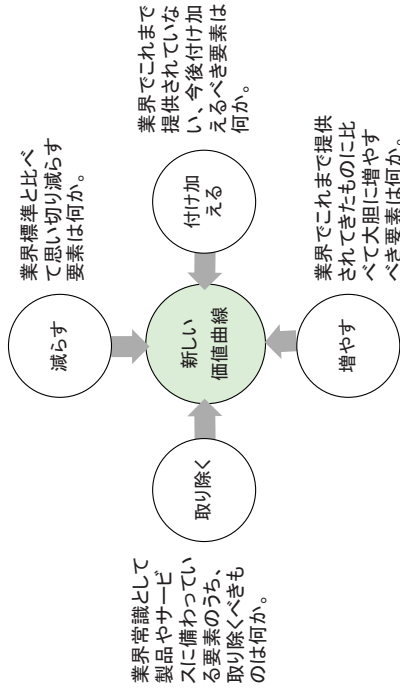 減らす
業界標準と比べ
て思い切り減らす
要素は何か。
業界常識として
製品やサービ
スに備わってい
る要素のうち、
取り除くべきも
のは何か。
取り除く
新しい
価値曲線
付け加
える
業界でこれまで
提供されていな
い、今後付け加
えるべき要素は
何か。
増やす
業界でこれまで提供
されてきたものに比
べて大胆に増やす
べき要素は何か。